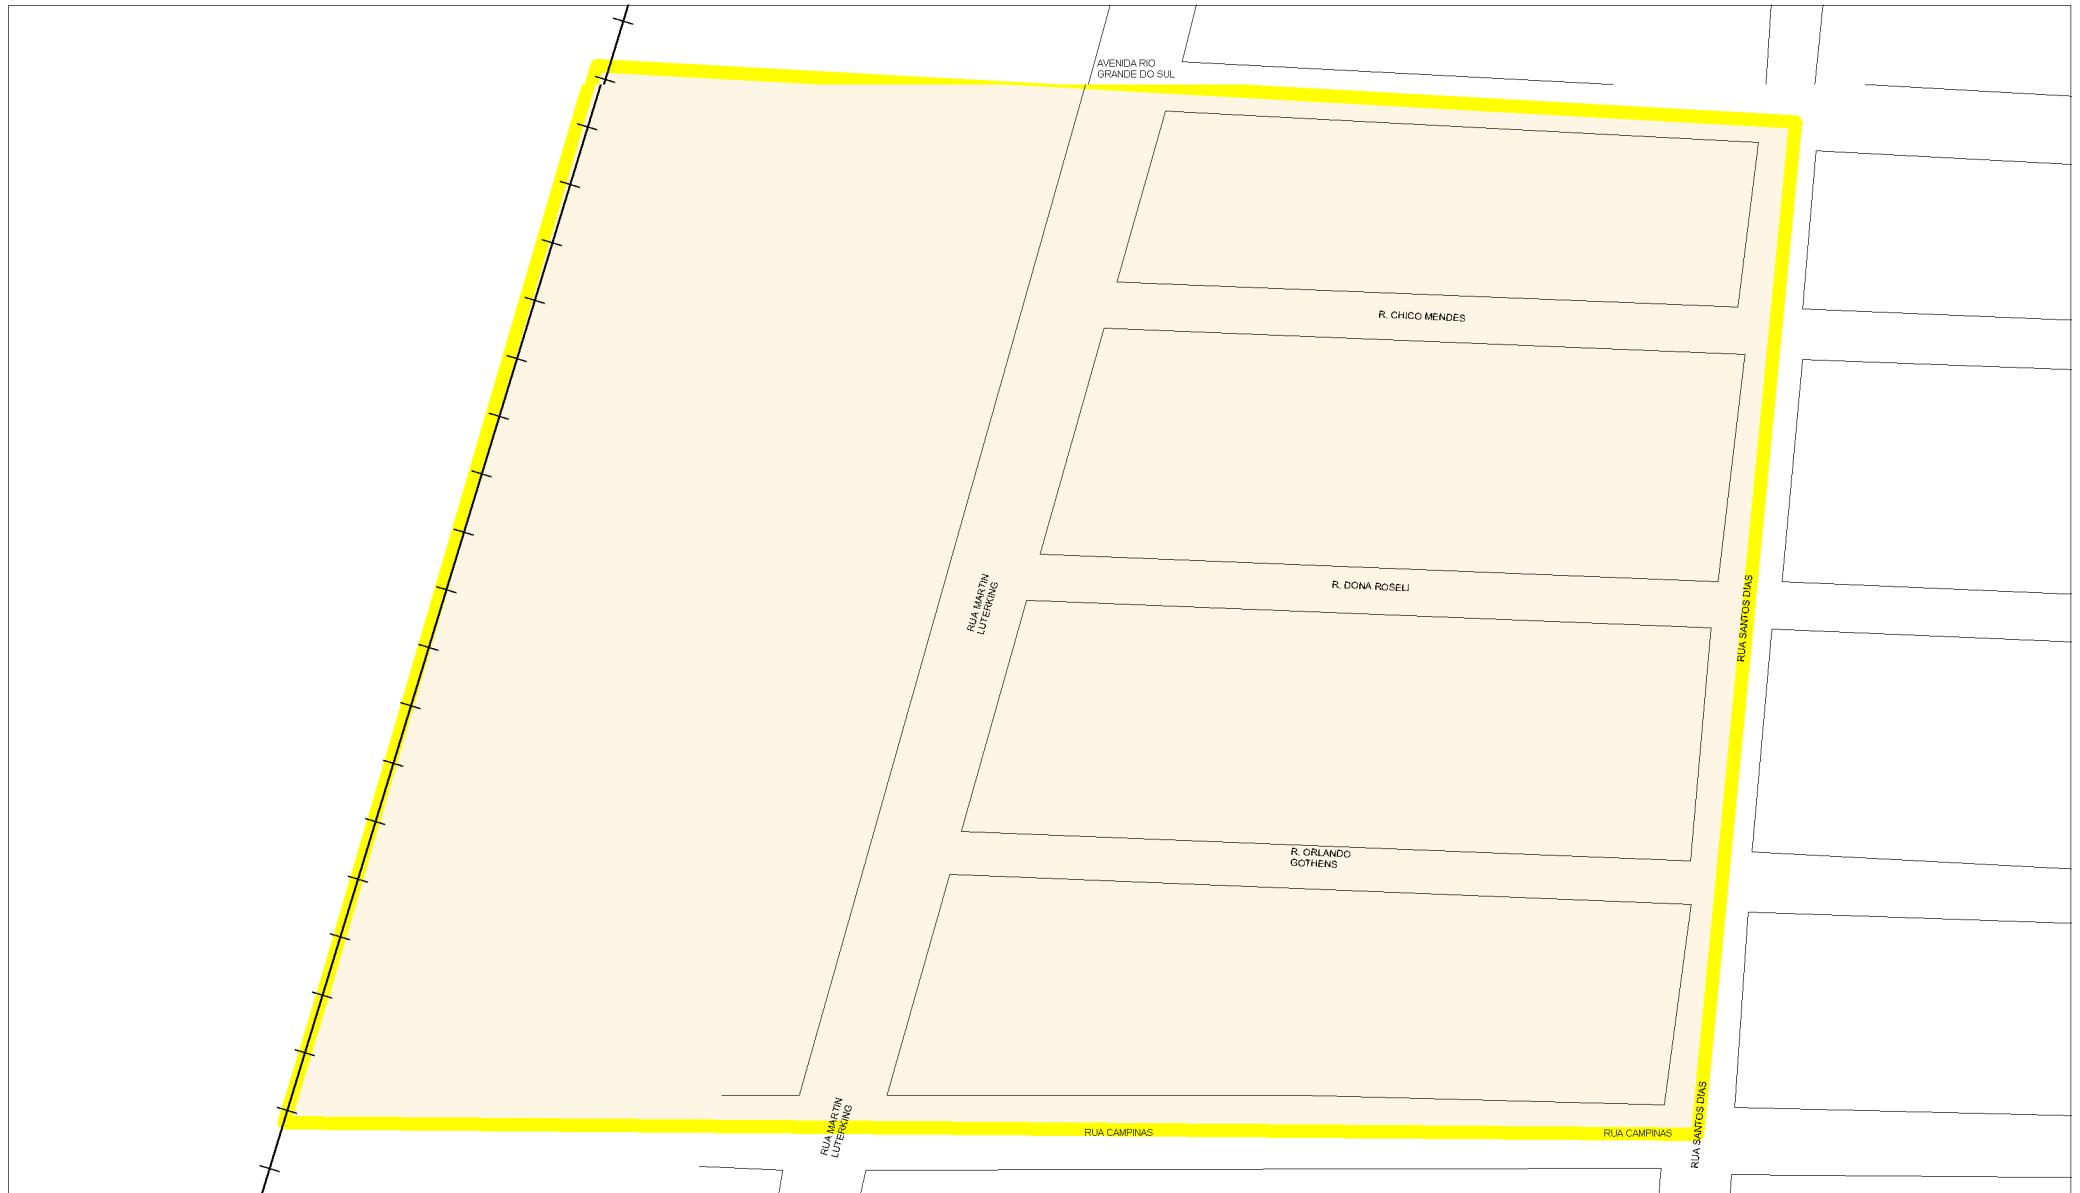 AVENIDA RIO
GRANDE DO SUL
R. CHICO MENDES
RUA MARTIN
LUTERKING
R. DONA ROSELI
RUA SANTOS DIAS
R. ORLANDO
GOTHENS
RUA MARTIN
LUTERKING
RUA CAMPINAS
RUA CAMPINAS
RUA SANTOS DIAS